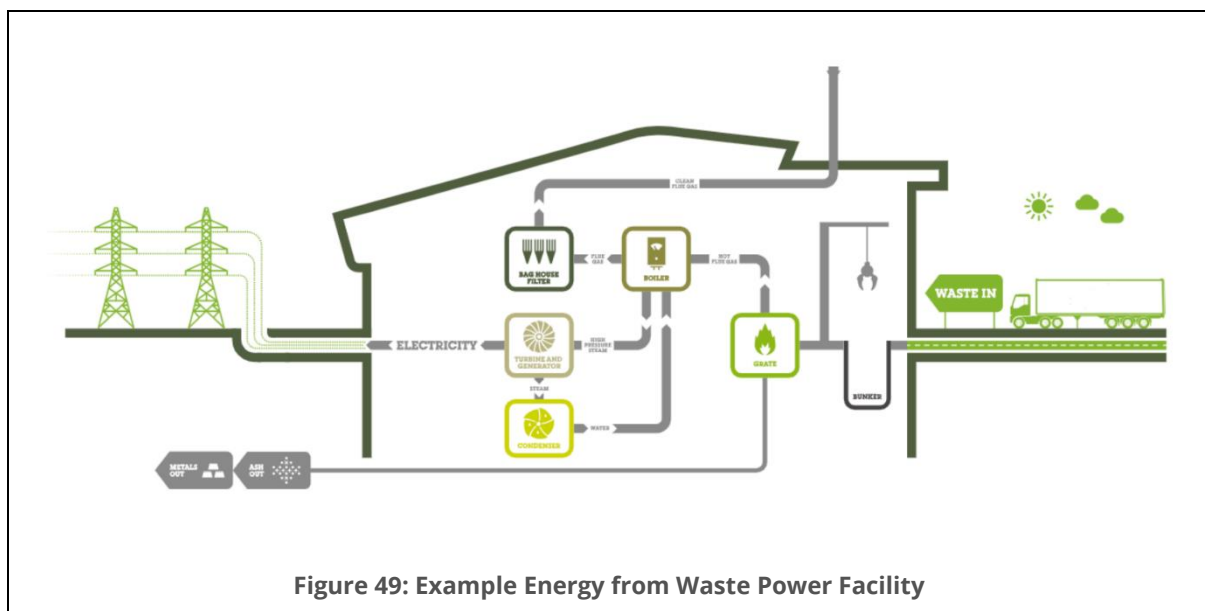 CLEAN
FLUE GAS
BAG HOUSE
FILTER
FLUE
GAS
BOILER
HOT
FLUE GAS
WASTE IN
ELECTRICITY
TURBINE AND
GENERATOR
HIGH
PRESSURE
STEAM
GRATE
STEAM
BUNKER
CONDENSER
WATER
METALS
OUT
ASH
OUT
Figure 49: Example Energy from Waste Power Facility